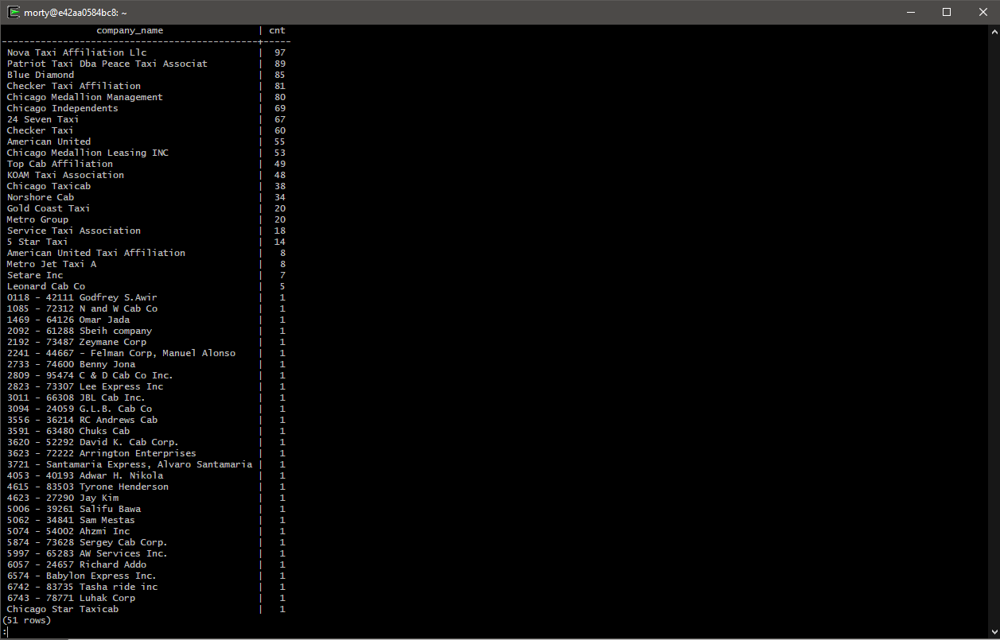 morty@e42aa0584bc8: ~
company_name | cnt
----------------------------------------------+-----
Nova Taxi Affiliation Llc | 97
Patriot Taxi Dba Peace Taxi Associat | 89
Blue Diamond | 85
Checker Taxi Affiliation | 81
Chicago Medallion Management | 80
Chicago Independents | 69
24 Seven Taxi | 67
Checker Taxi | 60
American United | 55
Chicago Medallion Leasing INC | 53
Top Cab Affiliation | 49
KOAM Taxi Association | 48
Chicago Taxicab | 38
Norshore Cab | 34
Gold Coast Taxi | 20
Metro Group | 20
Service Taxi Association | 18
5 Star Taxi | 14
American United Taxi Affiliation | 8
Metro Jet Taxi A | 8
Setare Inc | 7
Leonard Cab Co | 5
0118 - 42111 Godfrey S.Awir | 1
1085 - 72312 N and W Cab Co | 1
1469 - 64126 Omar Jada | 1
2092 - 61288 Sbeih company | 1
2192 - 73487 Zeymane Corp | 1
2241 - 44667 - Felman Corp, Manuel Alonso | 1
2733 - 74600 Benny Jona | 1
2809 - 95474 C & D Cab Co Inc. | 1
2823 - 73307 Lee Express Inc | 1
3011 - 66308 JBL Cab Inc. | 1
3094 - 24059 G.L.B. Cab Co | 1
3556 - 36214 RC Andrews Cab | 1
3591 - 63480 Chuks Cab | 1
3620 - 52292 David K. Cab Corp. | 1
3623 - 72222 Arrington Enterprises | 1
3721 - Santamaria Express, Alvaro Santamaria | 1
4053 - 40193 Adwar H. Nikola | 1
4615 - 83503 Tyrone Henderson | 1
4623 - 27290 Jay Kim | 1
5006 - 39261 Salifu Bawa | 1
5062 - 34841 Sam Mestas | 1
5074 - 54002 Ahzmi Inc | 1
5874 - 73628 Sergey Cab Corp. | 1
5997 - 65283 AW Services Inc. | 1
6057 - 24657 Richard Addo | 1
6574 - Babylon Express Inc. | 1
6742 - 83735 Tasha ride inc | 1
6743 - 78771 Luhak Corp | 1
Chicago Star Taxicab | 1
(51 rows)
: